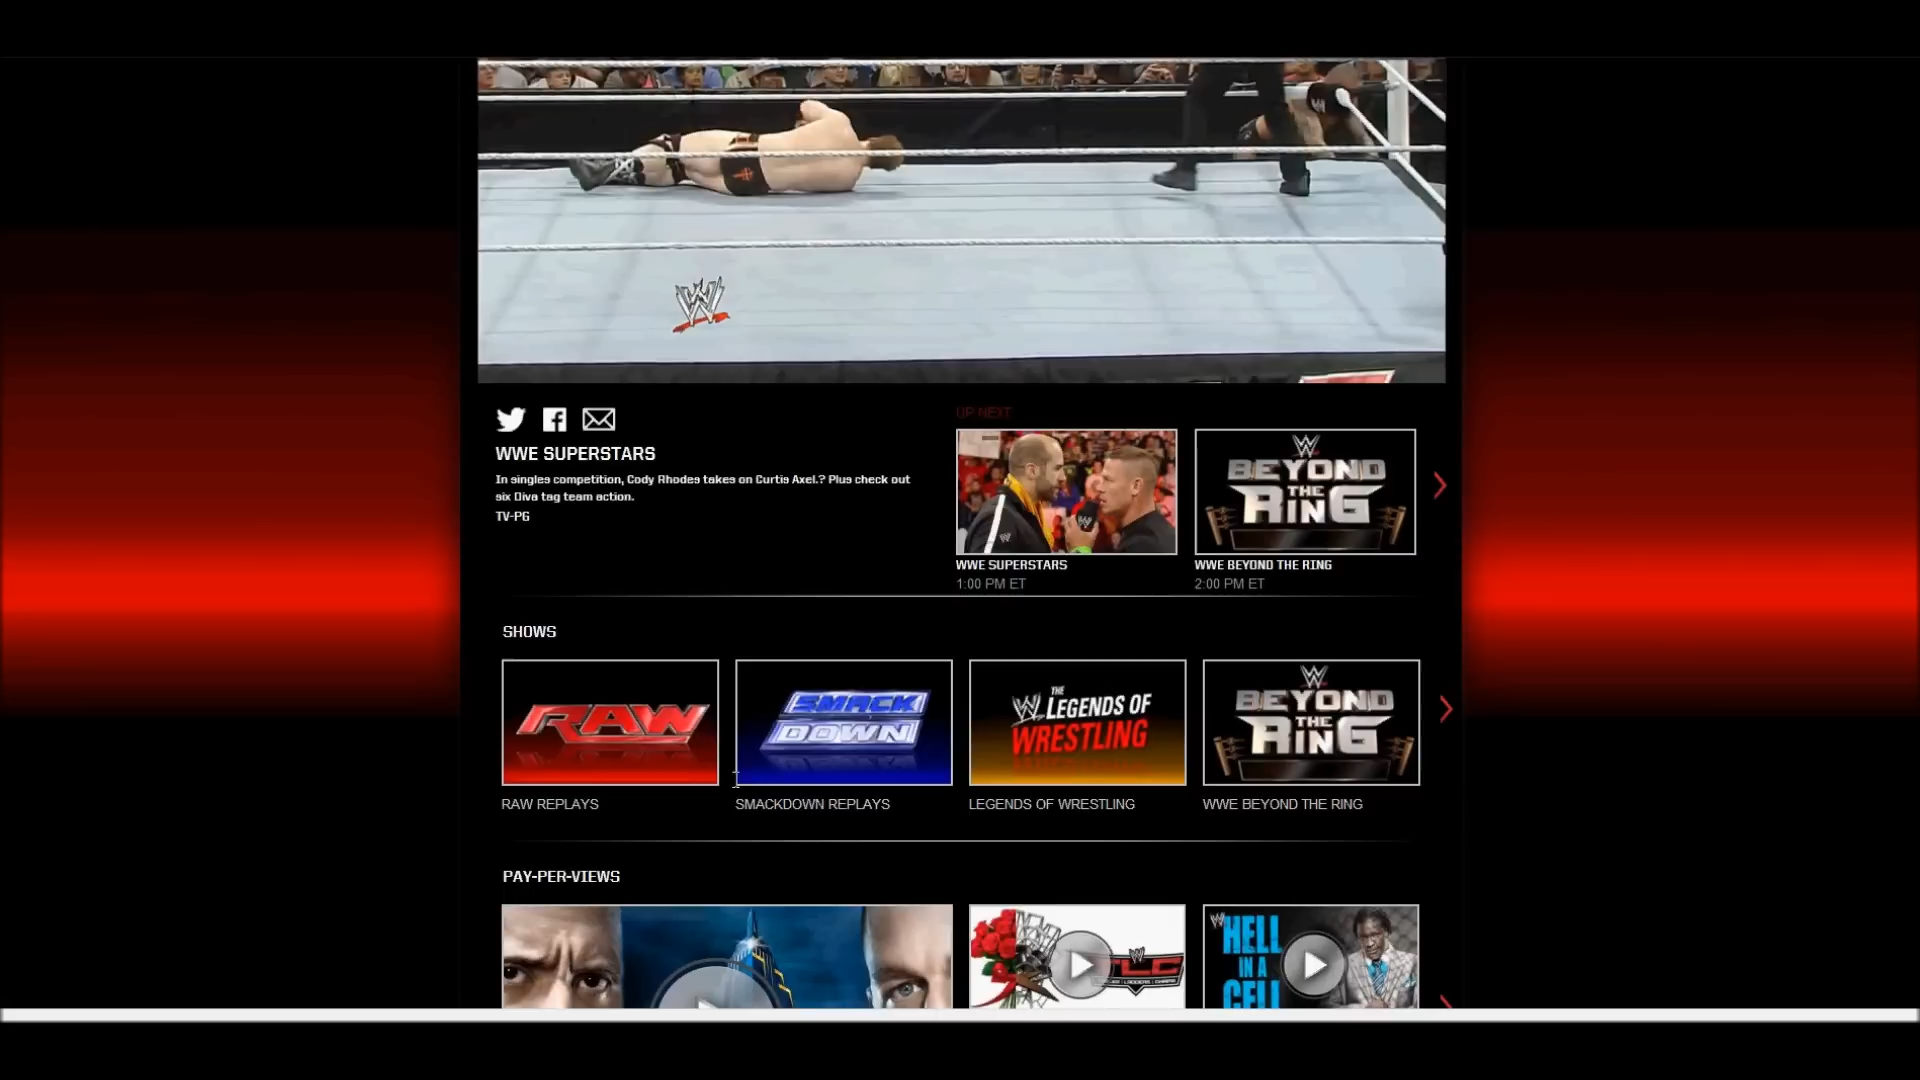 UP NEXT
WWE SUPERSTARS
In singles competition, Cody Rhodes takes on Curtis Axel.? Plus check out
six Diva tag team action.
TV-PG
BEYOND
THE
RING
WWE SUPERSTARS
WWE BEYOND THE RING
1:00 PM ET
2:00 PM ET
SHOWS
RAW
SMACK
DOWN
THE
LEGENDS OF
WRESTLING
BEYOND
THE
RING
RAW REPLAYS
SMACKDOWN REPLAYS
LEGENDS OF WRESTLING
WWE BEYOND THE RING
PAY-PER-VIEWS
TLC
HELL
IN A
CELL